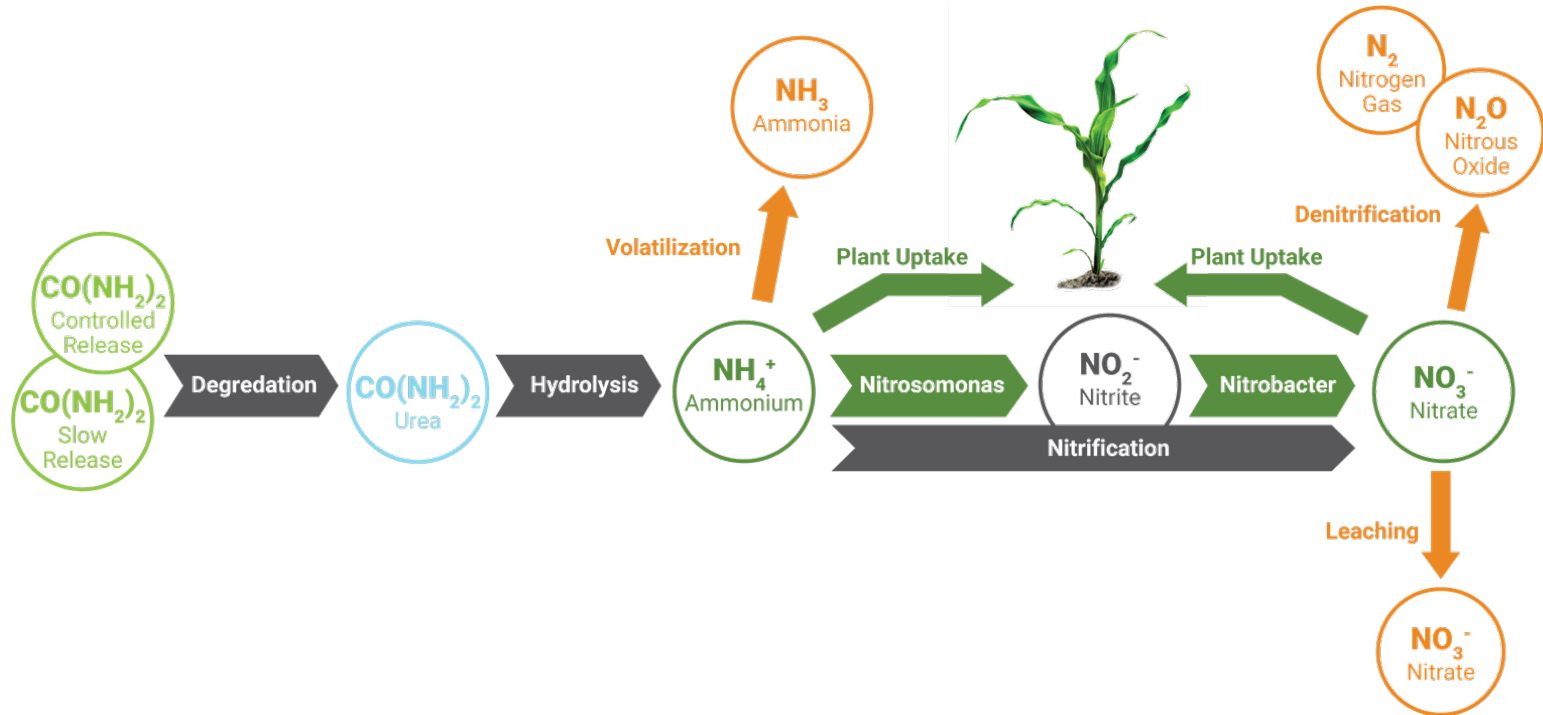 CO(NH₂)₂
Controlled
Release
CO(NH₂)₂
Slow
Release
Degredation
CO(NH₂)₂
Urea
Hydrolysis
NH₄⁺
Ammonium
Volatilization
NH₃
Ammonia
Plant Uptake
Nitrosomonas
NO₂⁻
Nitrite
Nitrobacter
Nitrification
Plant Uptake
NO₃⁻
Nitrate
Denitrification
N₂
Nitrogen
Gas
N₂O
Nitrous
Oxide
Leaching
NO₃⁻
Nitrate